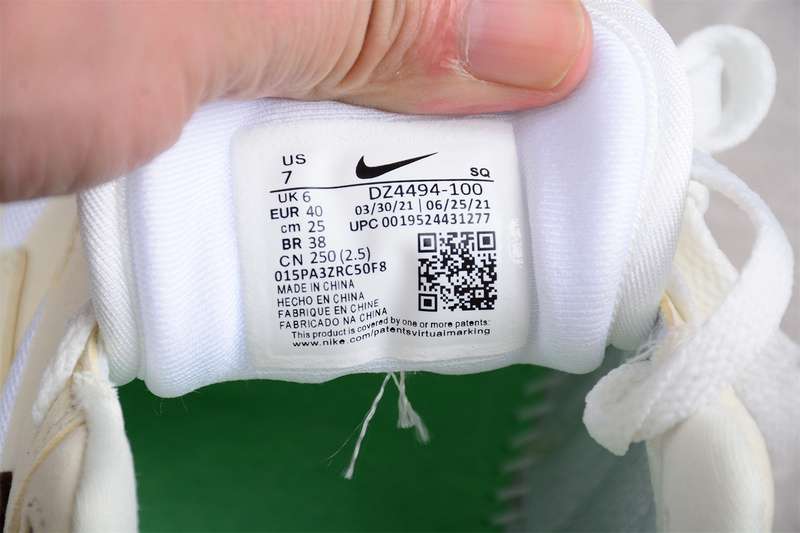 US
7
SQ
UK 6
DZ4494-100
EUR 40
03/30/21 | 06/25/21
cm 25
UPC 0019524431277
BR 38
CN 250 (2.5)
015PA3ZRC50F8
MADE IN CHINA
HECHO EN CHINA
FABRIQUE EN CHINE
FABRICADO NA CHINA
This product is covered by one or more patents:
www.nike.com/patentsvirtualmarking